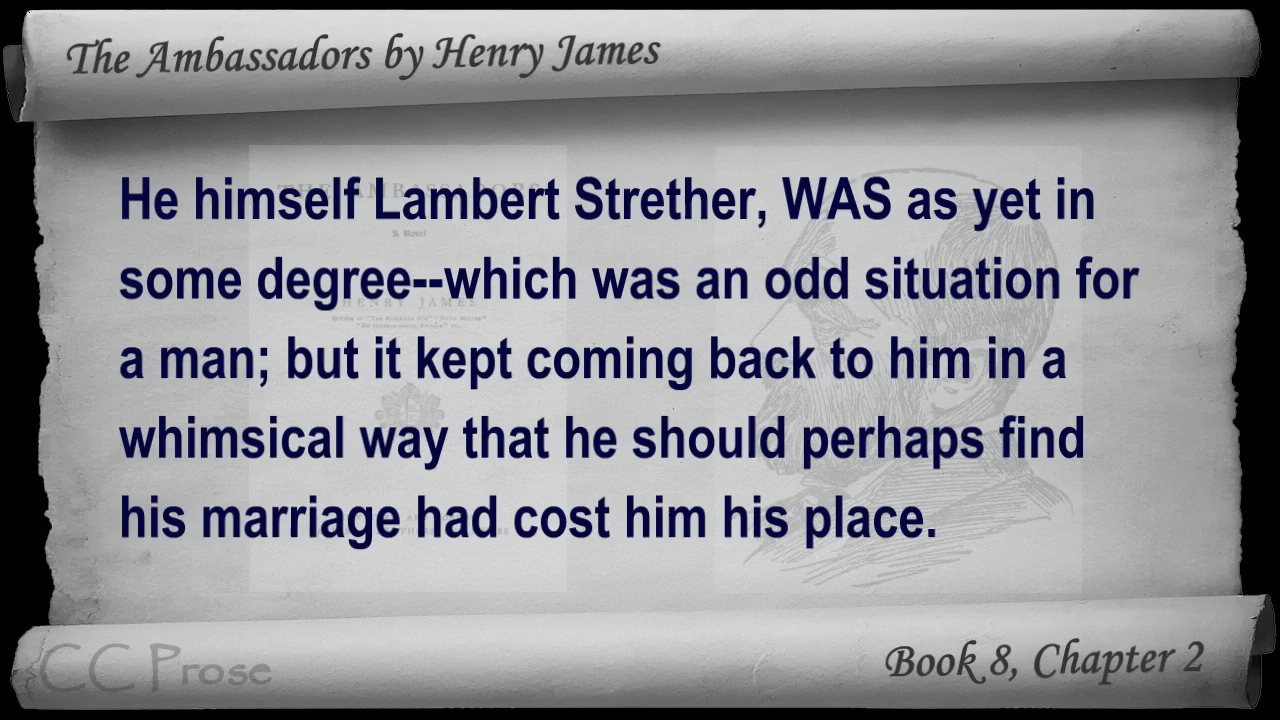 The Ambassadors by Henry James
He himself Lambert Strether, WAS as yet in
some degree--which was an odd situation for
a man; but it kept coming back to him in a
whimsical way that he should perhaps find
his marriage had cost him his place.
CC Prose
Book 8, Chapter 2